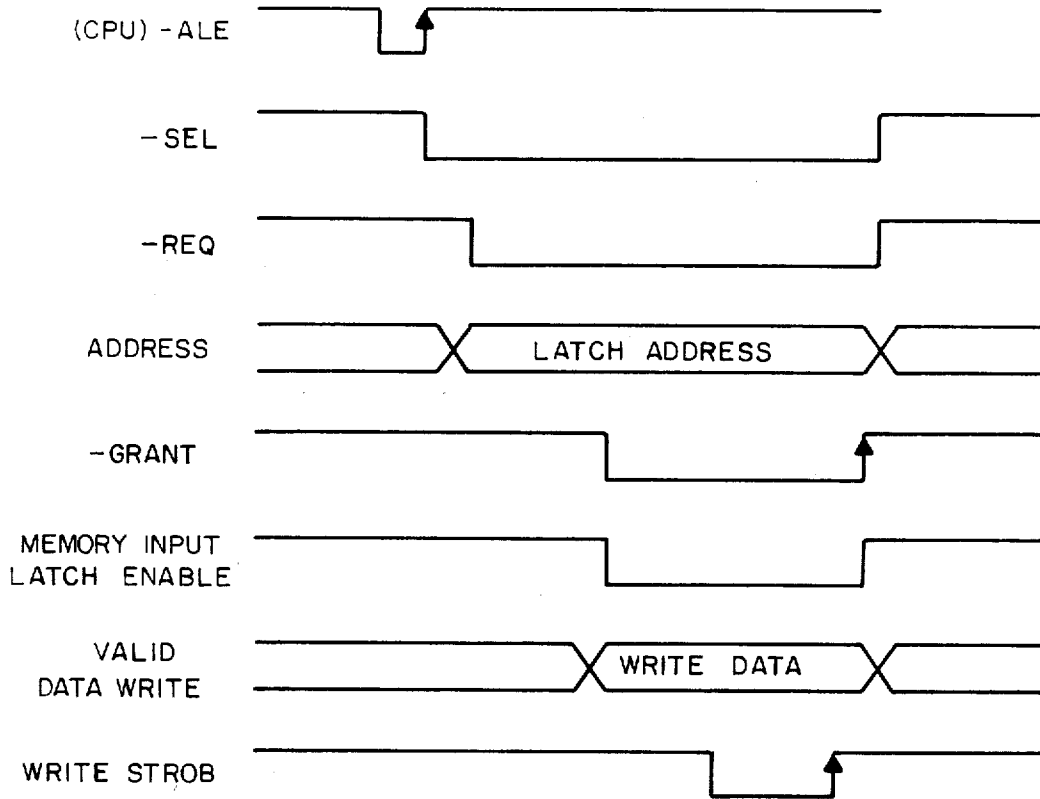 (CPU) -ALE
-SEL
-REQ
ADDRESS
LATCH ADDRESS
-GRANT
MEMORY INPUT
LATCH ENABLE
VALID
DATA WRITE
WRITE DATA
WRITE STROB